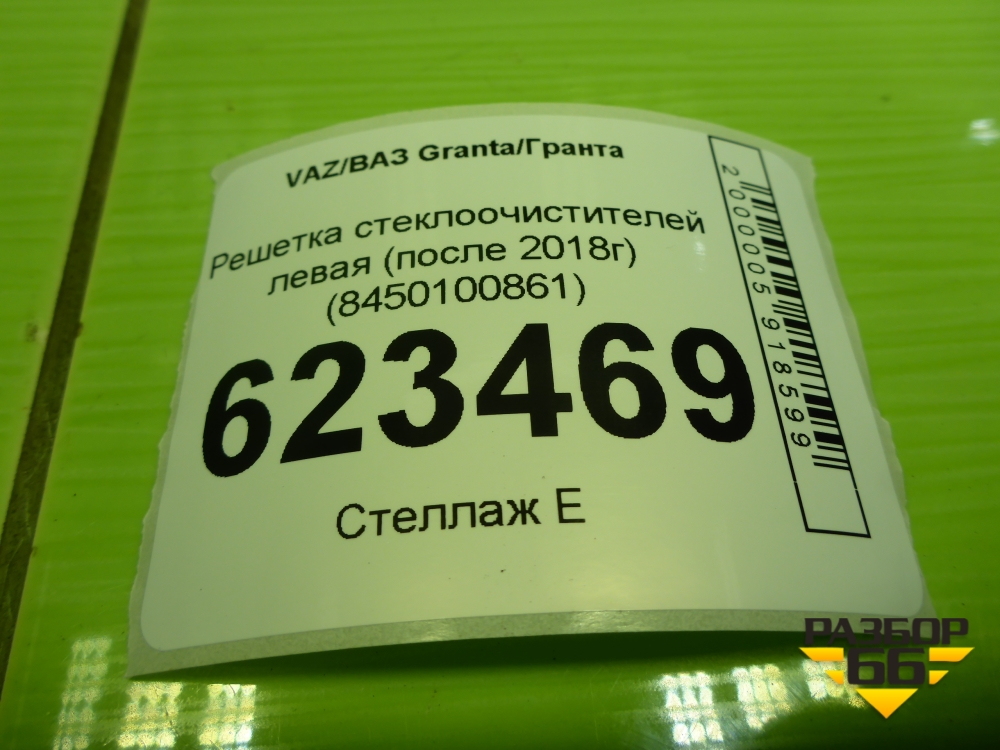 VAZ/ВАЗ Granta/Гранта
Решетка стеклоочистителей
левая (после 2018г)
(8450100861)
623469
Стеллаж Е
2000005918599
РАЗБОР
66